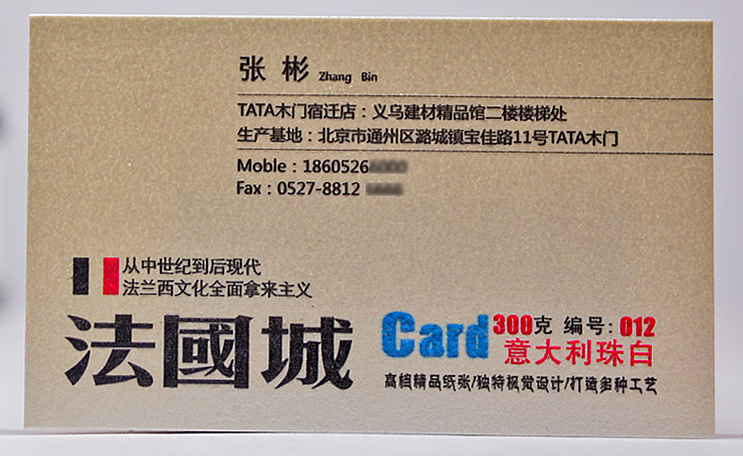 张 彬 Zhang Bin
TATA木门宿迁店：义乌建材精品馆二楼楼梯处
生产基地：北京市通州区潞城镇宝佳路11号TATA木门
Moble：1860526
Fax：0527-8812
从中世纪到后现代
法兰西文化全面拿来主义
法國城
Card 300克 编号: 012
意大利珠白
高档精品纸张/独特视觉设计/打造多种工艺